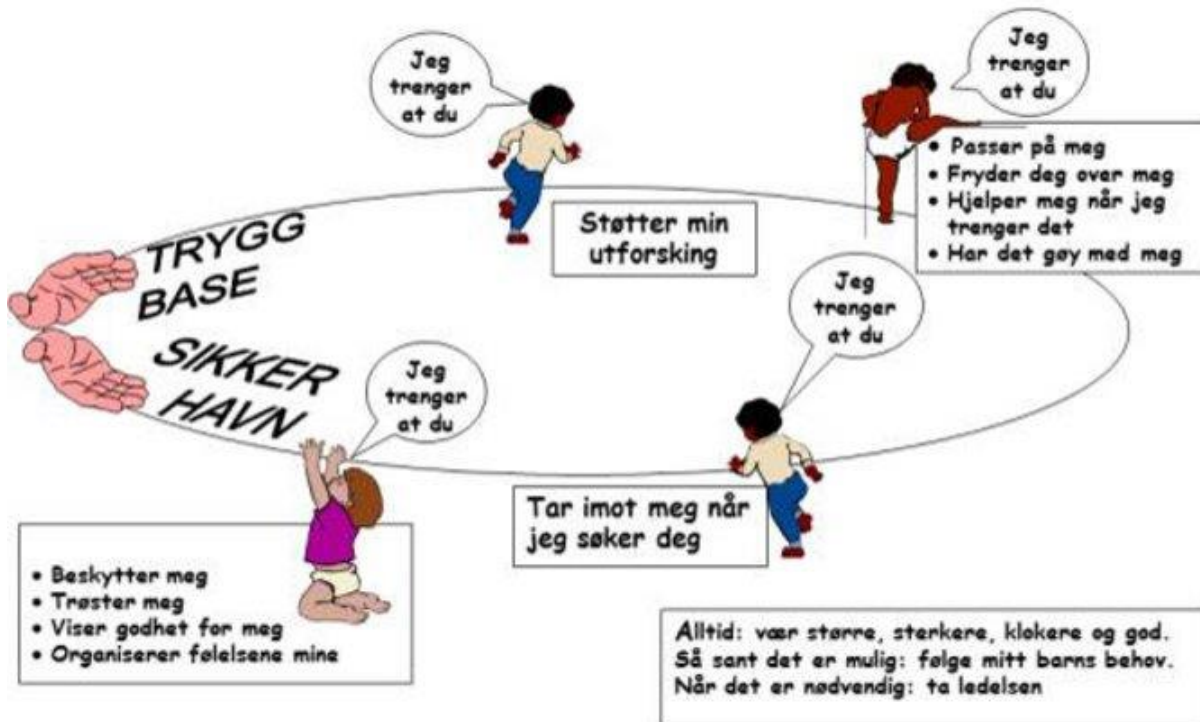 Jeg
trenger
at du
Jeg
trenger
at du
• Passer på meg
• Fryder deg over meg
• Hjelper meg når jeg
trenger det
• Har det gøy med meg
Støtter min
utforsking
TRYGG
BASE
SIKKER
HAVN
Jeg
trenger
at du
Jeg
trenger
at du
Tar imot meg når
jeg søker deg
• Beskytter meg
• Trøster meg
• Viser godhet for meg
• Organiserer følelsene mine
Alltid: vær større, sterkere, klokere og god.
Så sant det er mulig: følge mitt barns behov.
Når det er nødvendig: ta ledelsen